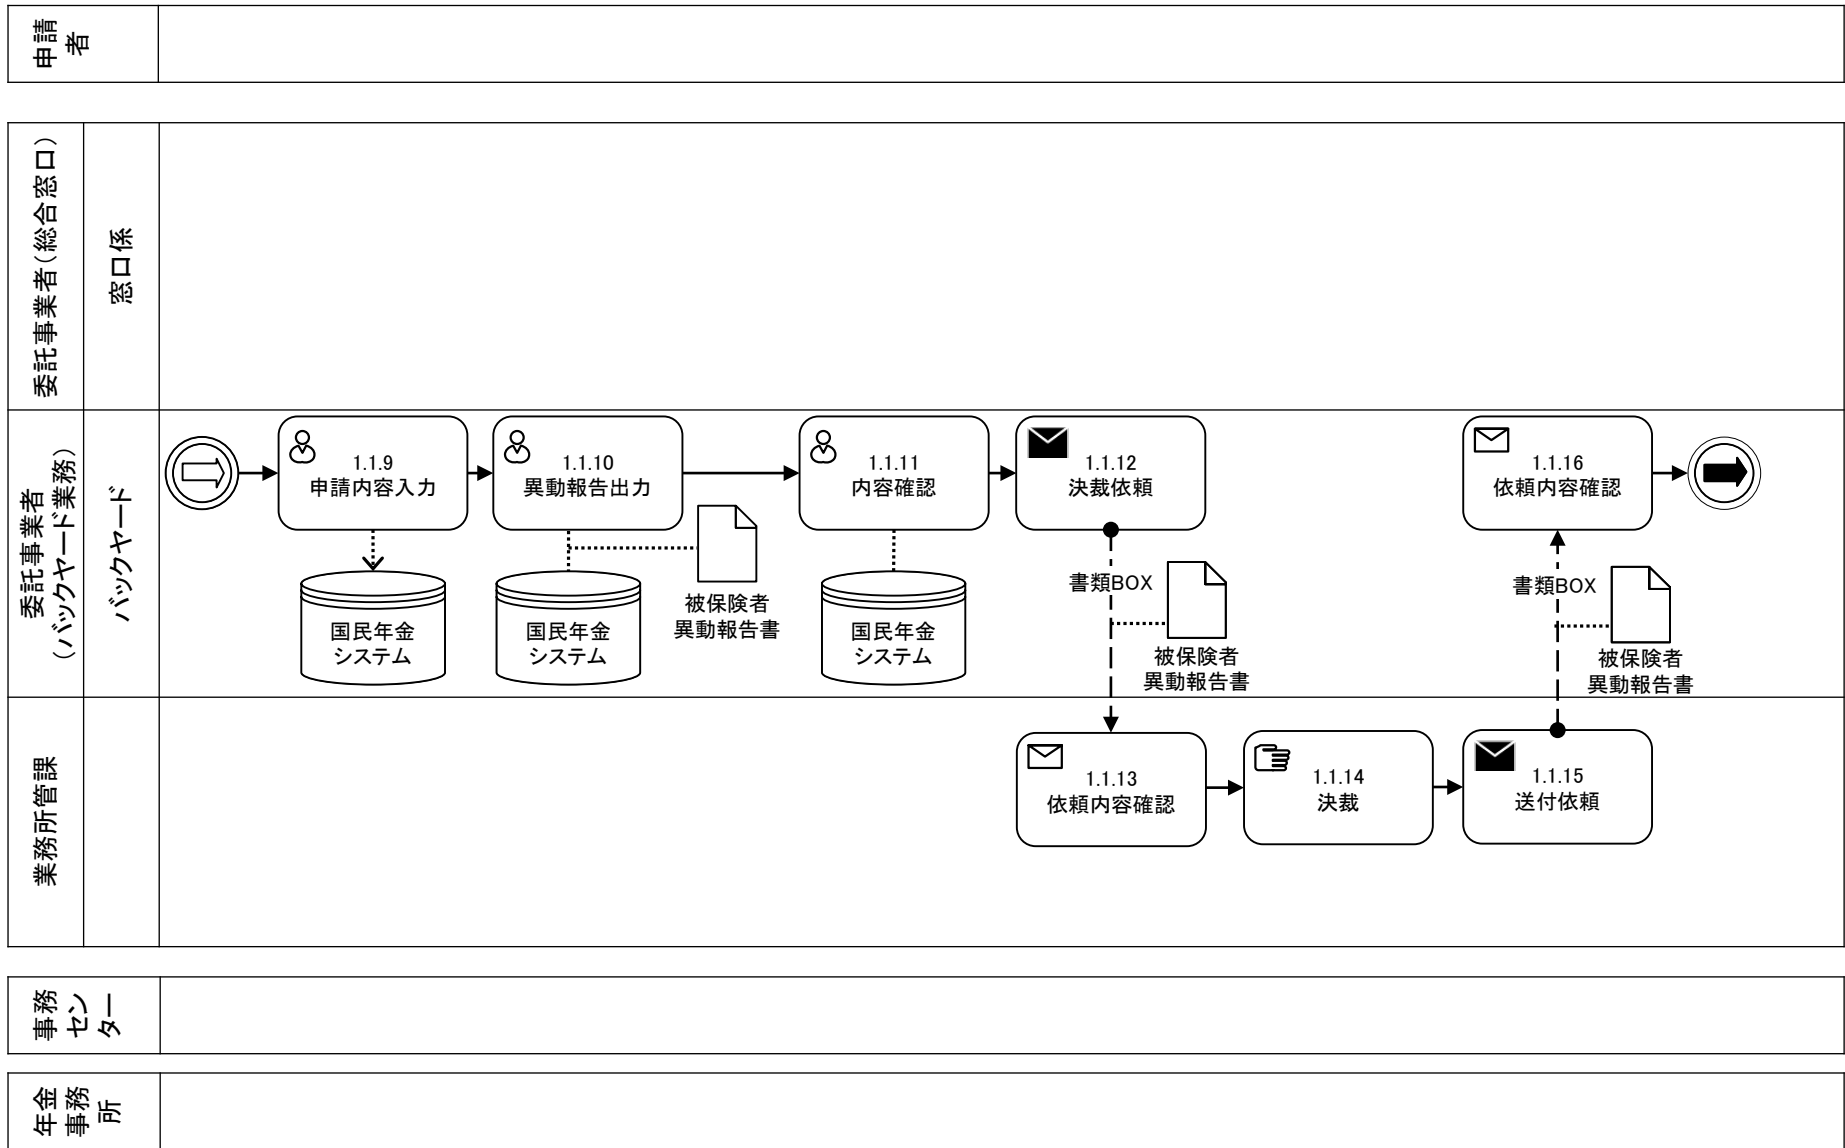 申請
者
委託事業者（総合窓口）
窓口係
委託事業者
（バックヤード業務）
バックヤード
1.1.9
申請内容入力
1.1.10
異動報告出力
1.1.11
内容確認
1.1.12
決裁依頼
1.1.16
依頼内容確認
国民年金
システム
国民年金
システム
被保険者
異動報告書
国民年金
システム
書類BOX
被保険者
異動報告書
書類BOX
被保険者
異動報告書
業務所管課
1.1.13
依頼内容確認
1.1.14
決裁
1.1.15
送付依頼
事務
セン
ター
年金
事務
所